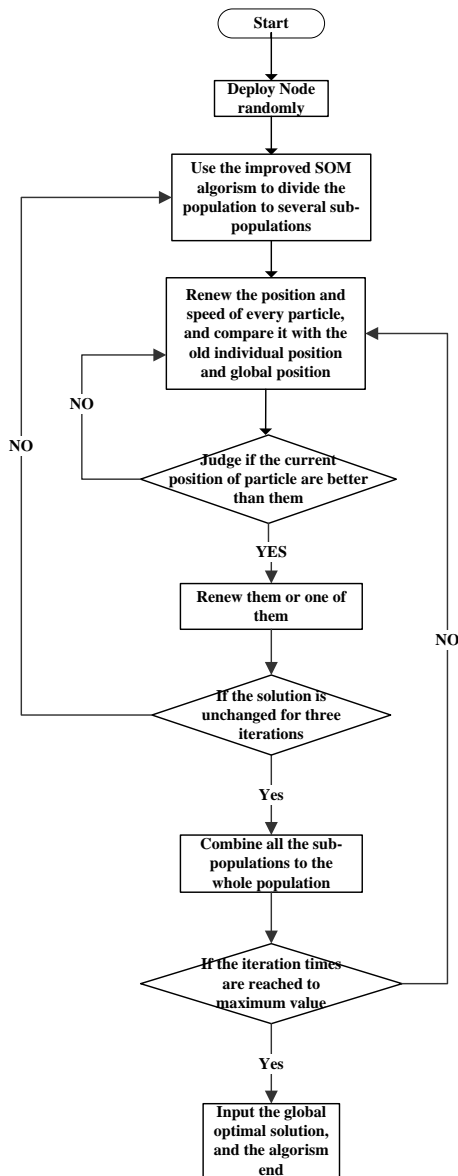 Start
Deploy Node
randomly
Use the improved SOM
algorism to divide the
population to several sub-
populations
Renew the position and
speed of every particle,
and compare it with the
old individual position
and global position
NO
NO
Judge if the current
position of particle are better
than them
YES
Renew them or one of
them
NO
If the solution is
unchanged for three
iterations
Yes
Combine all the sub-
populations to the
whole population
If the iteration times
are reached to
maximum value
Yes
Input the global
optimal solution,
and the algorism
end